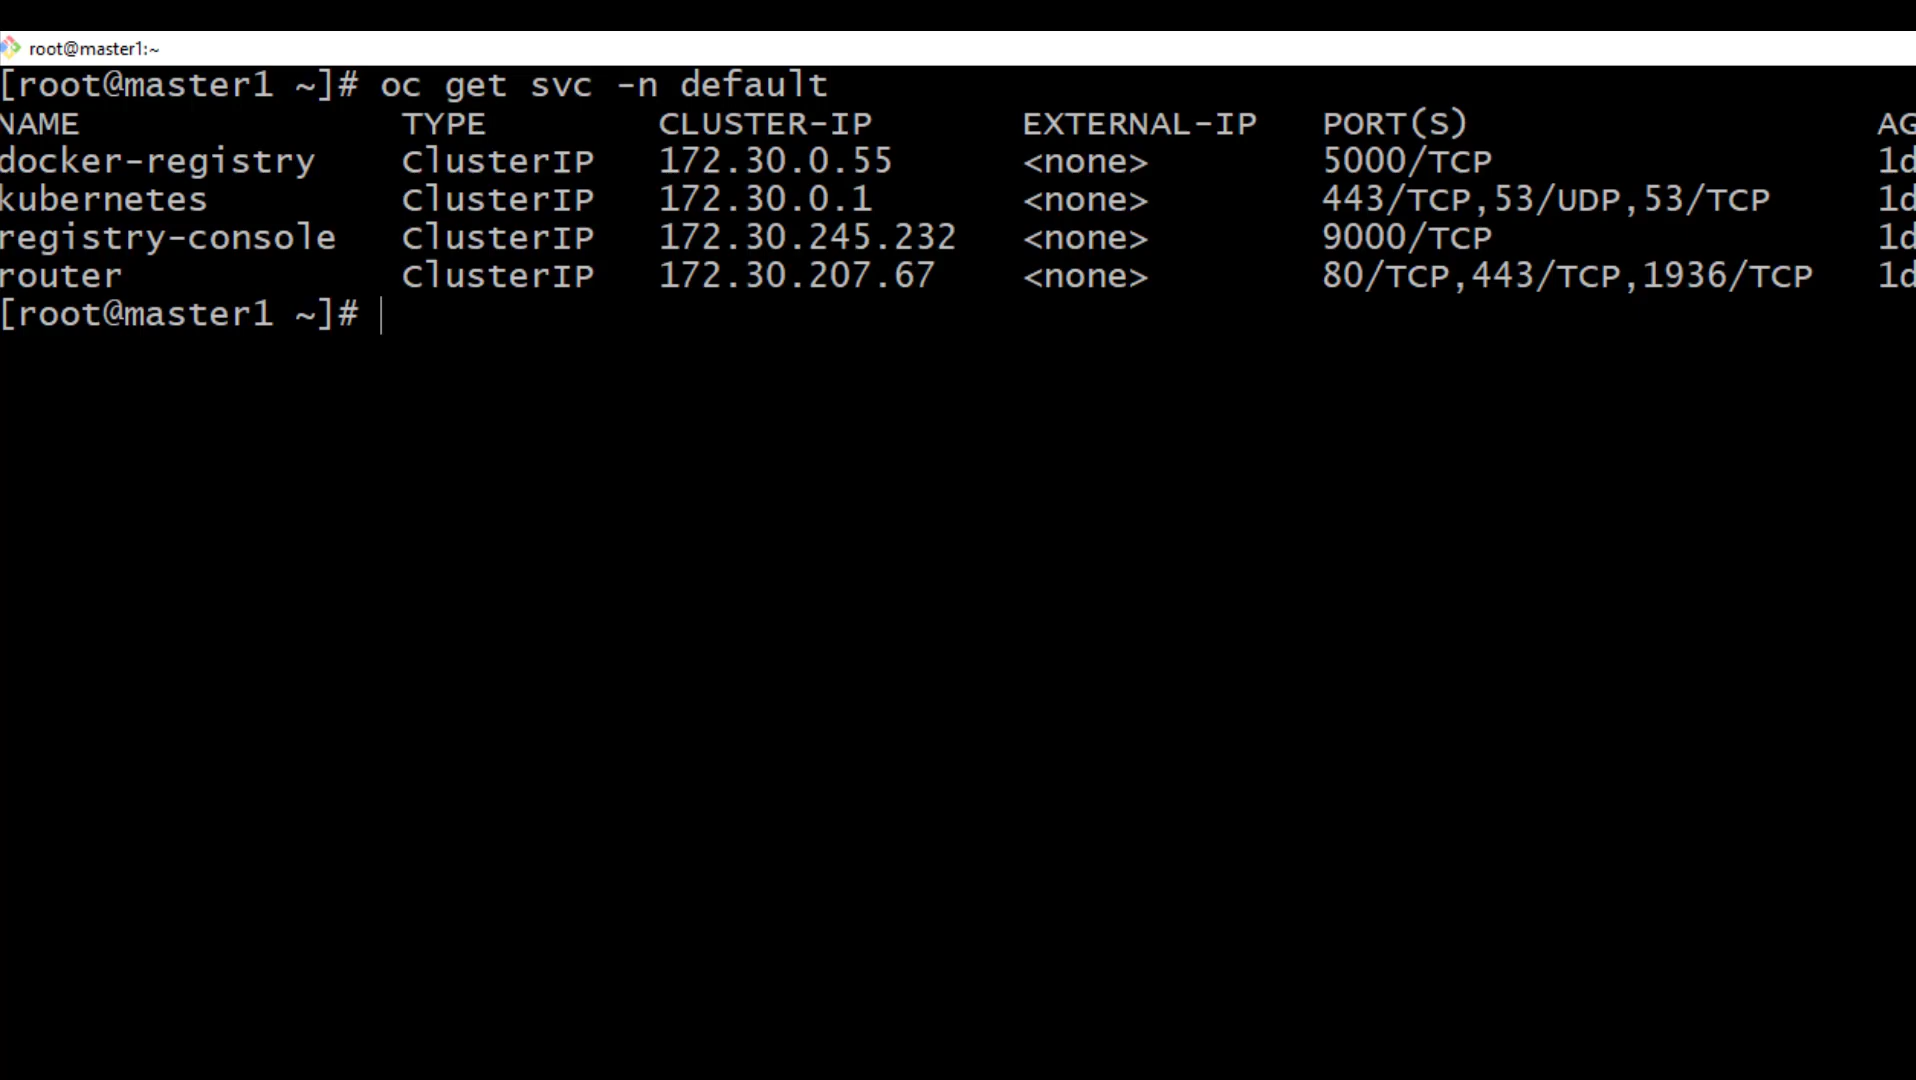 root@master1:~
[root@master1 ~]# oc get svc -n default
NAME TYPE CLUSTER-IP EXTERNAL-IP PORT(S) AG
docker-registry ClusterIP 172.30.0.55 <none> 5000/TCP 1d
kubernetes ClusterIP 172.30.0.1 <none> 443/TCP,53/UDP,53/TCP 1d
registry-console ClusterIP 172.30.245.232 <none> 9000/TCP 1d
router ClusterIP 172.30.207.67 <none> 80/TCP,443/TCP,1936/TCP 1d
[root@master1 ~]#